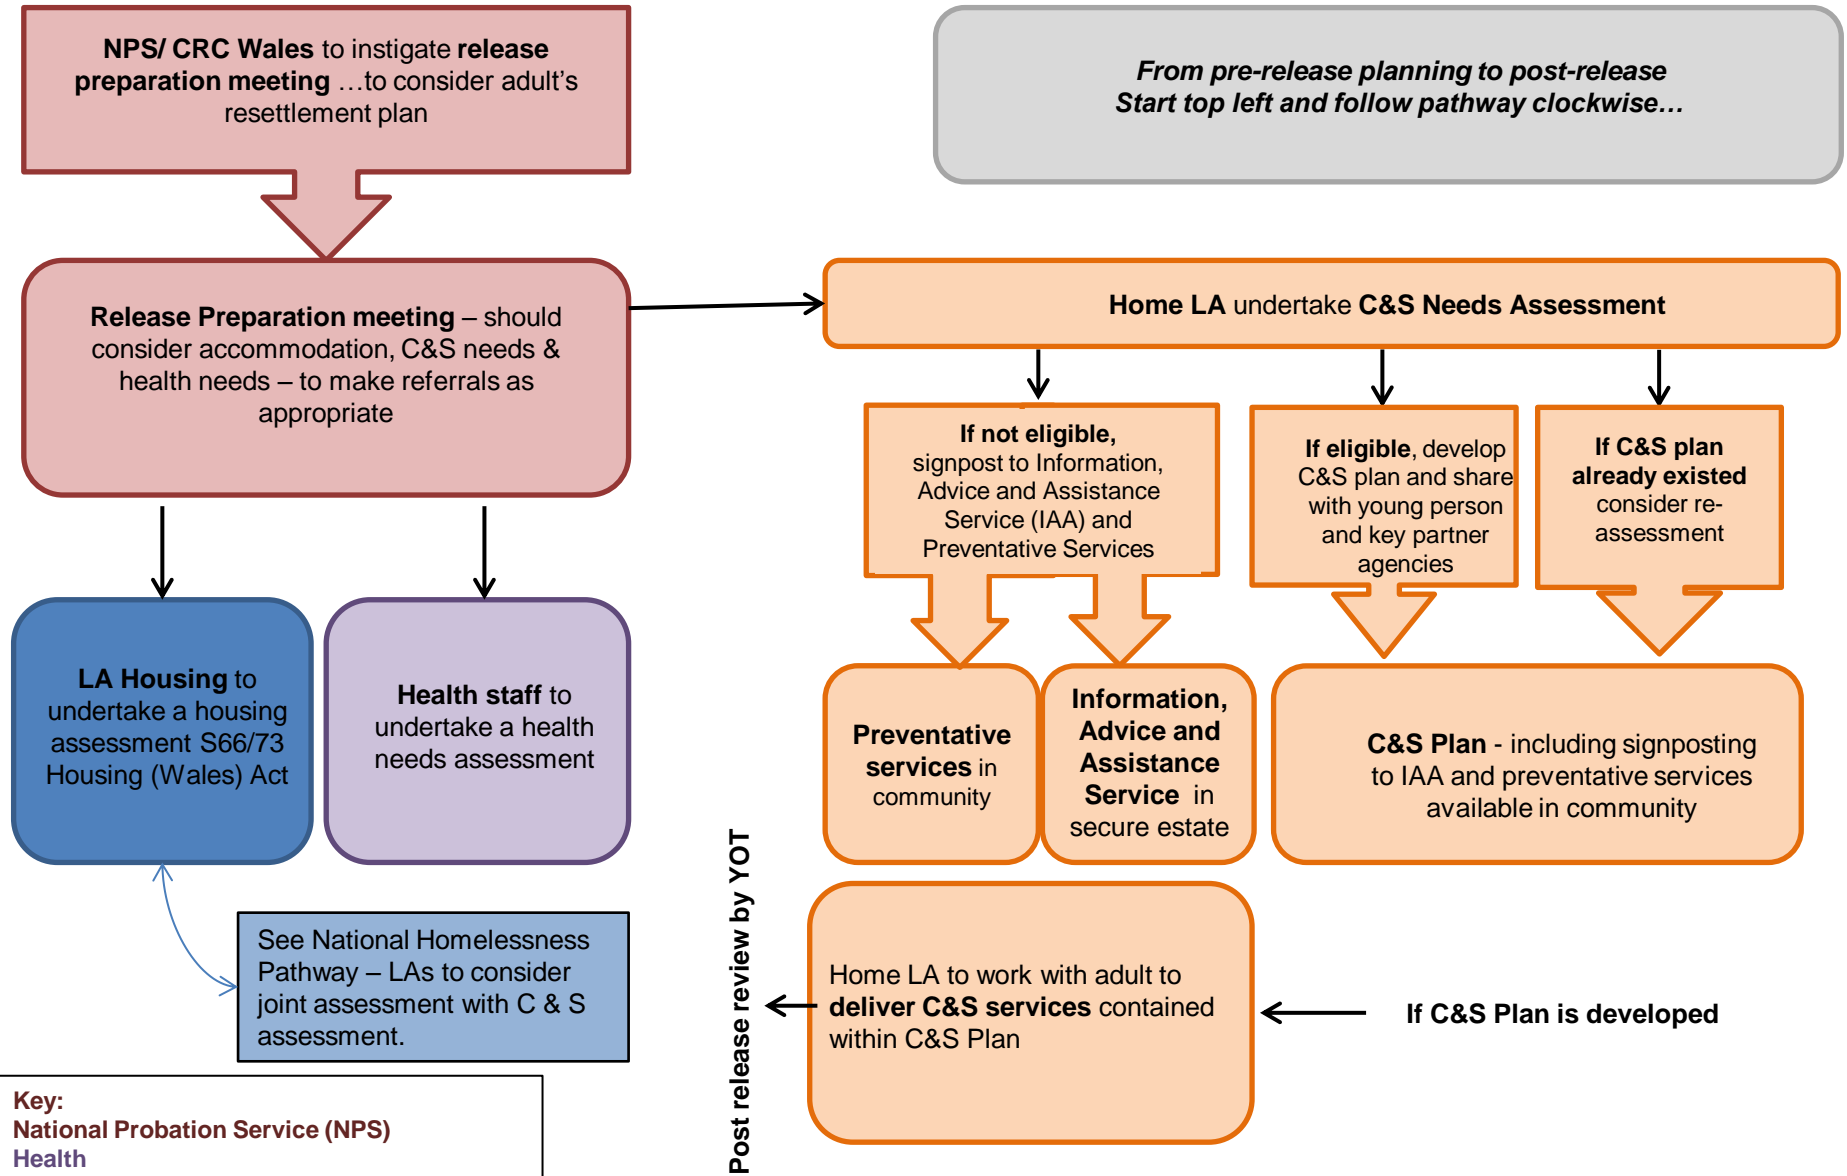 NPS/ CRC Wales to instigate release
preparation meeting …to consider adult's
resettlement plan
From pre-release planning to post-release
Start top left and follow pathway clockwise…
Release Preparation meeting – should
consider accommodation, C&S needs &
health needs – to make referrals as
appropriate
Home LA undertake C&S Needs Assessment
If not eligible,
signpost to Information,
Advice and Assistance
Service (IAA) and
Preventative Services
If eligible, develop
C&S plan and share
with young person
and key partner
agencies
If C&S plan
already existed
consider re-
assessment
LA Housing to
undertake a housing
assessment S66/73
Housing (Wales) Act
Health staff to
undertake a health
needs assessment
Preventative
services in
community
Information,
Advice and
Assistance
Service in
secure estate
C&S Plan - including signposting
to IAA and preventative services
available in community
See National Homelessness
Pathway – LAs to consider
joint assessment with C & S
assessment.
Post release review by YOT
Home LA to work with adult to
deliver C&S services contained
within C&S Plan
If C&S Plan is developed
Key:
National Probation Service (NPS)
Health